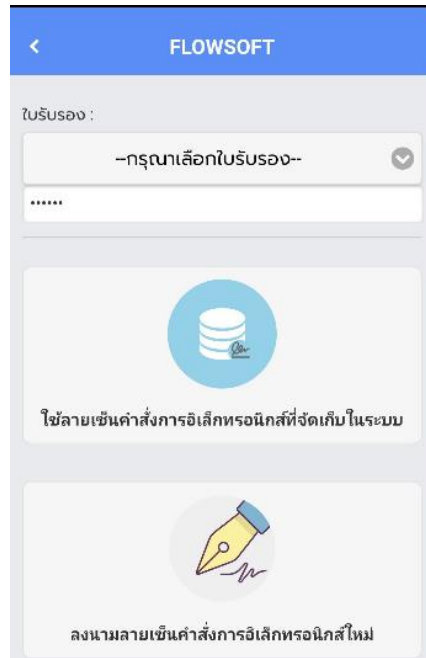 FLOWSOFT
ใบรับรอง :
--กรุณาเลือกใบรับรอง--
••••••
ใช้ลายเซ็นคำสั่งการอิเล็กทรอนิกส์ที่จัดเก็บในระบบ
ลงนามลายเซ็นคำสั่งการอิเล็กทรอนิกส์ใหม่